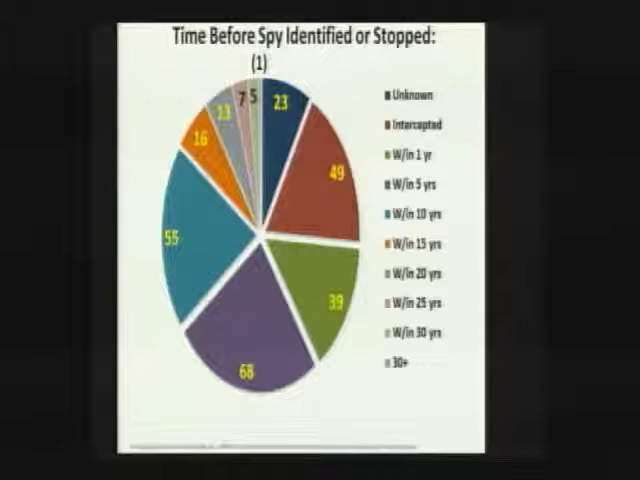 Time Before Spy Identified or Stopped:
(1)
23
49
39
68
55
16
13
7
5
Unknown
Intercepted
W/in 1 yr
W/in 5 yrs
W/in 10 yrs
W/in 15 yrs
W/in 20 yrs
W/in 25 yrs
W/in 30 yrs
30+